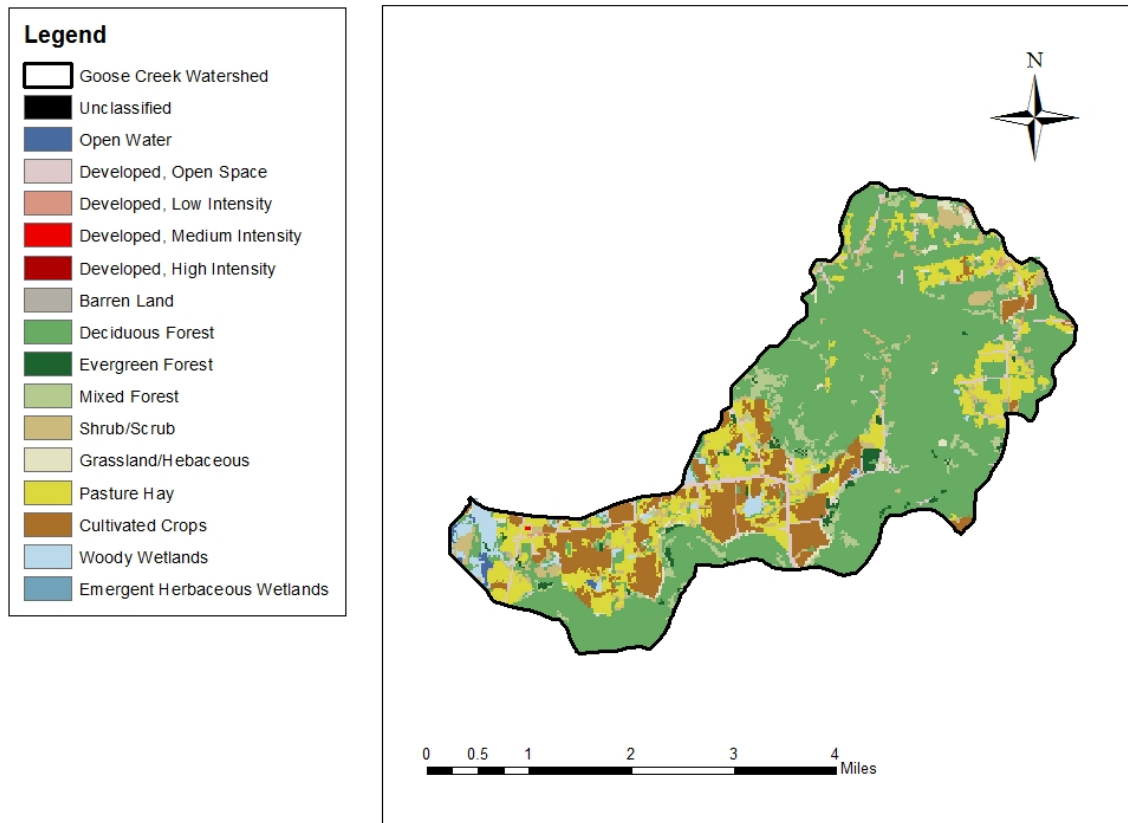 Legend
Goose Creek Watershed
Unclassified
Open Water
Developed, Open Space
Developed, Low Intensity
Developed, Medium Intensity
Developed, High Intensity
Barren Land
Deciduous Forest
Evergreen Forest
Mixed Forest
Shrub/Scrub
Grassland/Hebaceous
Pasture Hay
Cultivated Crops
Woody Wetlands
Emergent Herbaceous Wetlands
N
0 0.5 1 2 3 4
Miles